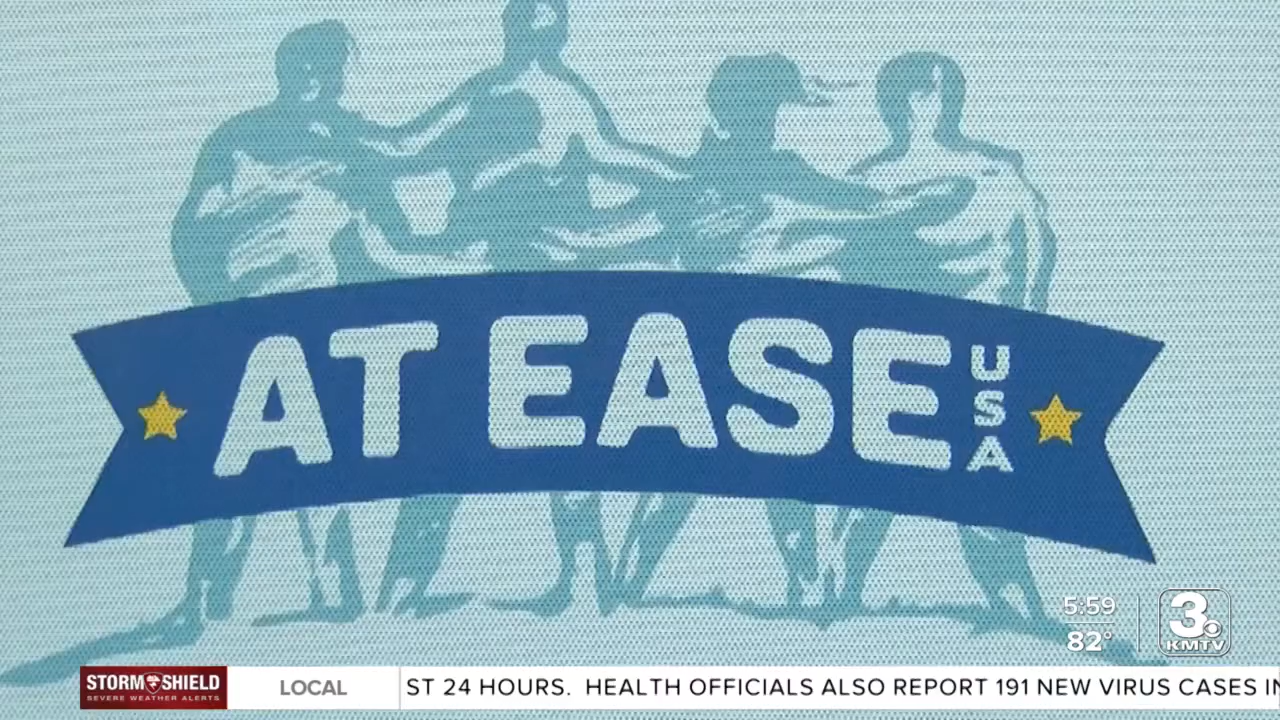 AT EASE USA
5:59
82°
3
KMTV
STORM SHIELD
SEVERE WEATHER ALERTS
LOCAL
ST 24 HOURS. HEALTH OFFICIALS ALSO REPORT 191 NEW VIRUS CASES IN